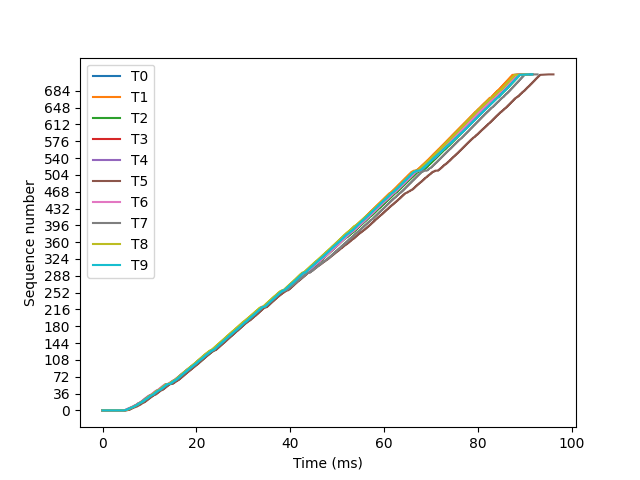 684
648
612
576
540
504
468
432
396
360
324
288
252
216
180
144
108
72
36
0
Sequence number
T0
T1
T2
T3
T4
T5
T6
T7
T8
T9
0 20 40 60 80 100
Time (ms)